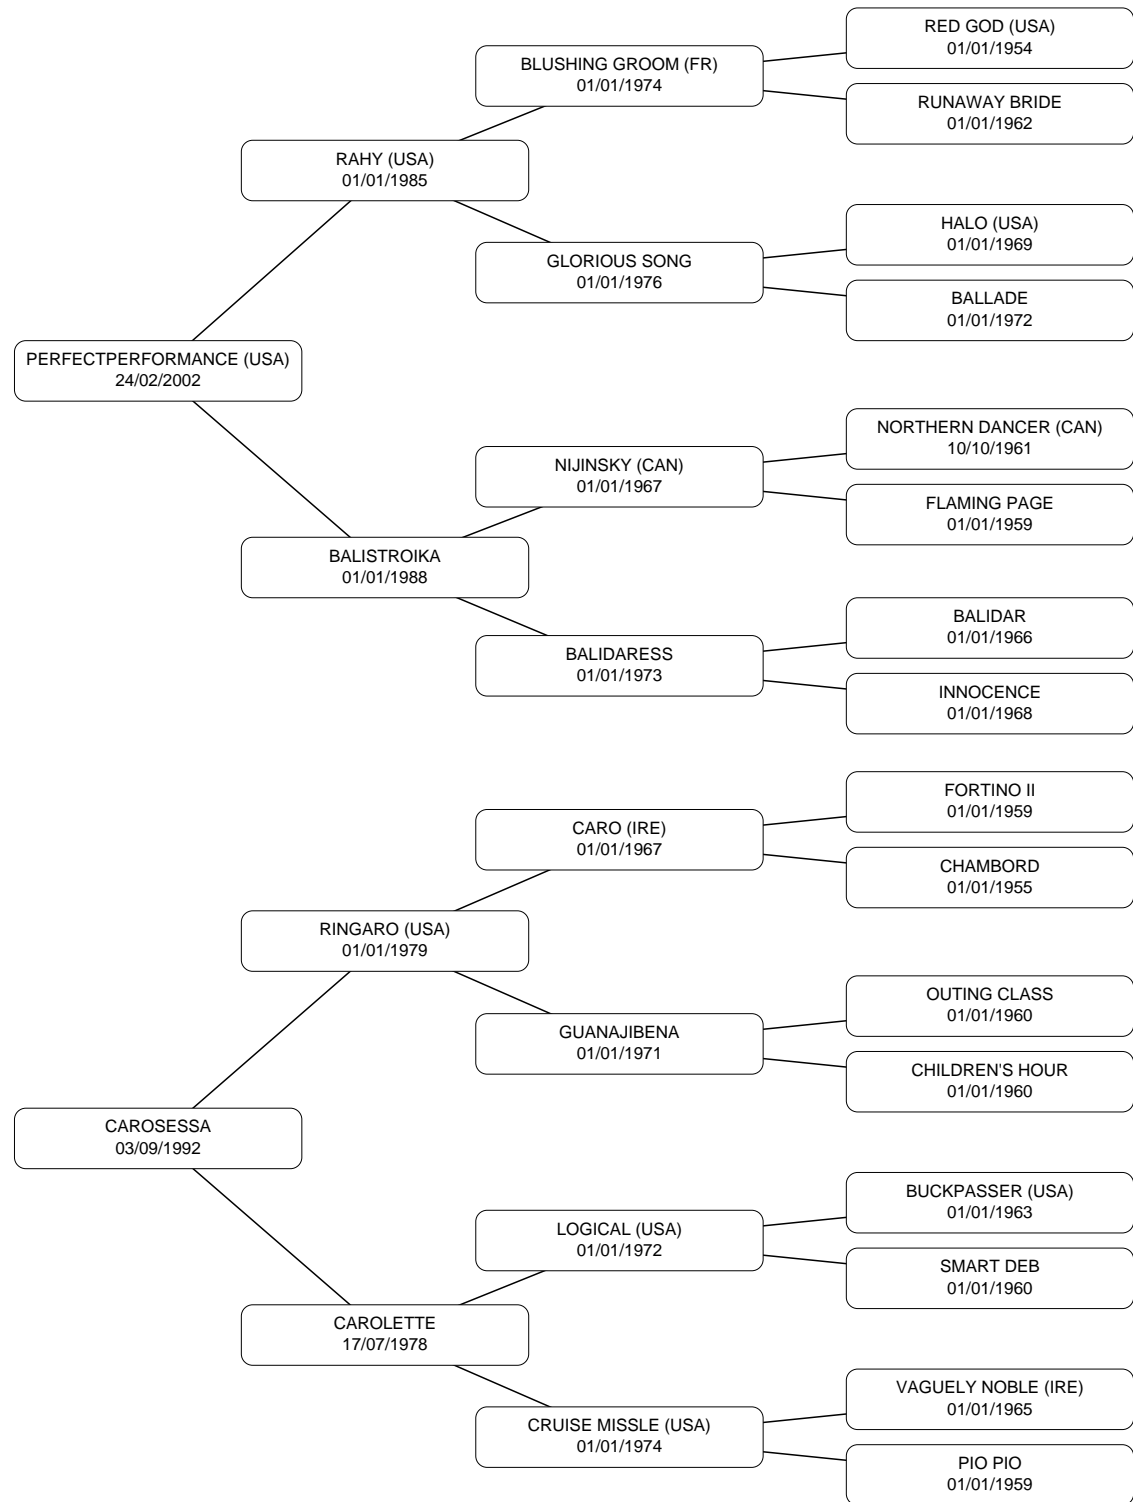 RED GOD (USA)
01/01/1954
BLUSHING GROOM (FR)
01/01/1974
RUNAWAY BRIDE
01/01/1962
RAHY (USA)
01/01/1985
HALO (USA)
01/01/1969
GLORIOUS SONG
01/01/1976
BALLADE
01/01/1972
PERFECTPERFORMANCE (USA)
24/02/2002
NORTHERN DANCER (CAN)
10/10/1961
NIJINSKY (CAN)
01/01/1967
FLAMING PAGE
01/01/1959
BALISTROIKA
01/01/1988
BALIDAR
01/01/1966
BALIDARESS
01/01/1973
INNOCENCE
01/01/1968
FORTINO II
01/01/1959
CARO (IRE)
01/01/1967
CHAMBORD
01/01/1955
RINGARO (USA)
01/01/1979
OUTING CLASS
01/01/1960
GUANAJIBENA
01/01/1971
CHILDREN'S HOUR
01/01/1960
CAROSESSA
03/09/1992
BUCKPASSER (USA)
01/01/1963
LOGICAL (USA)
01/01/1972
SMART DEB
01/01/1960
CAROLETTE
17/07/1978
VAGUELY NOBLE (IRE)
01/01/1965
CRUISE MISSLE (USA)
01/01/1974
PIO PIO
01/01/1959